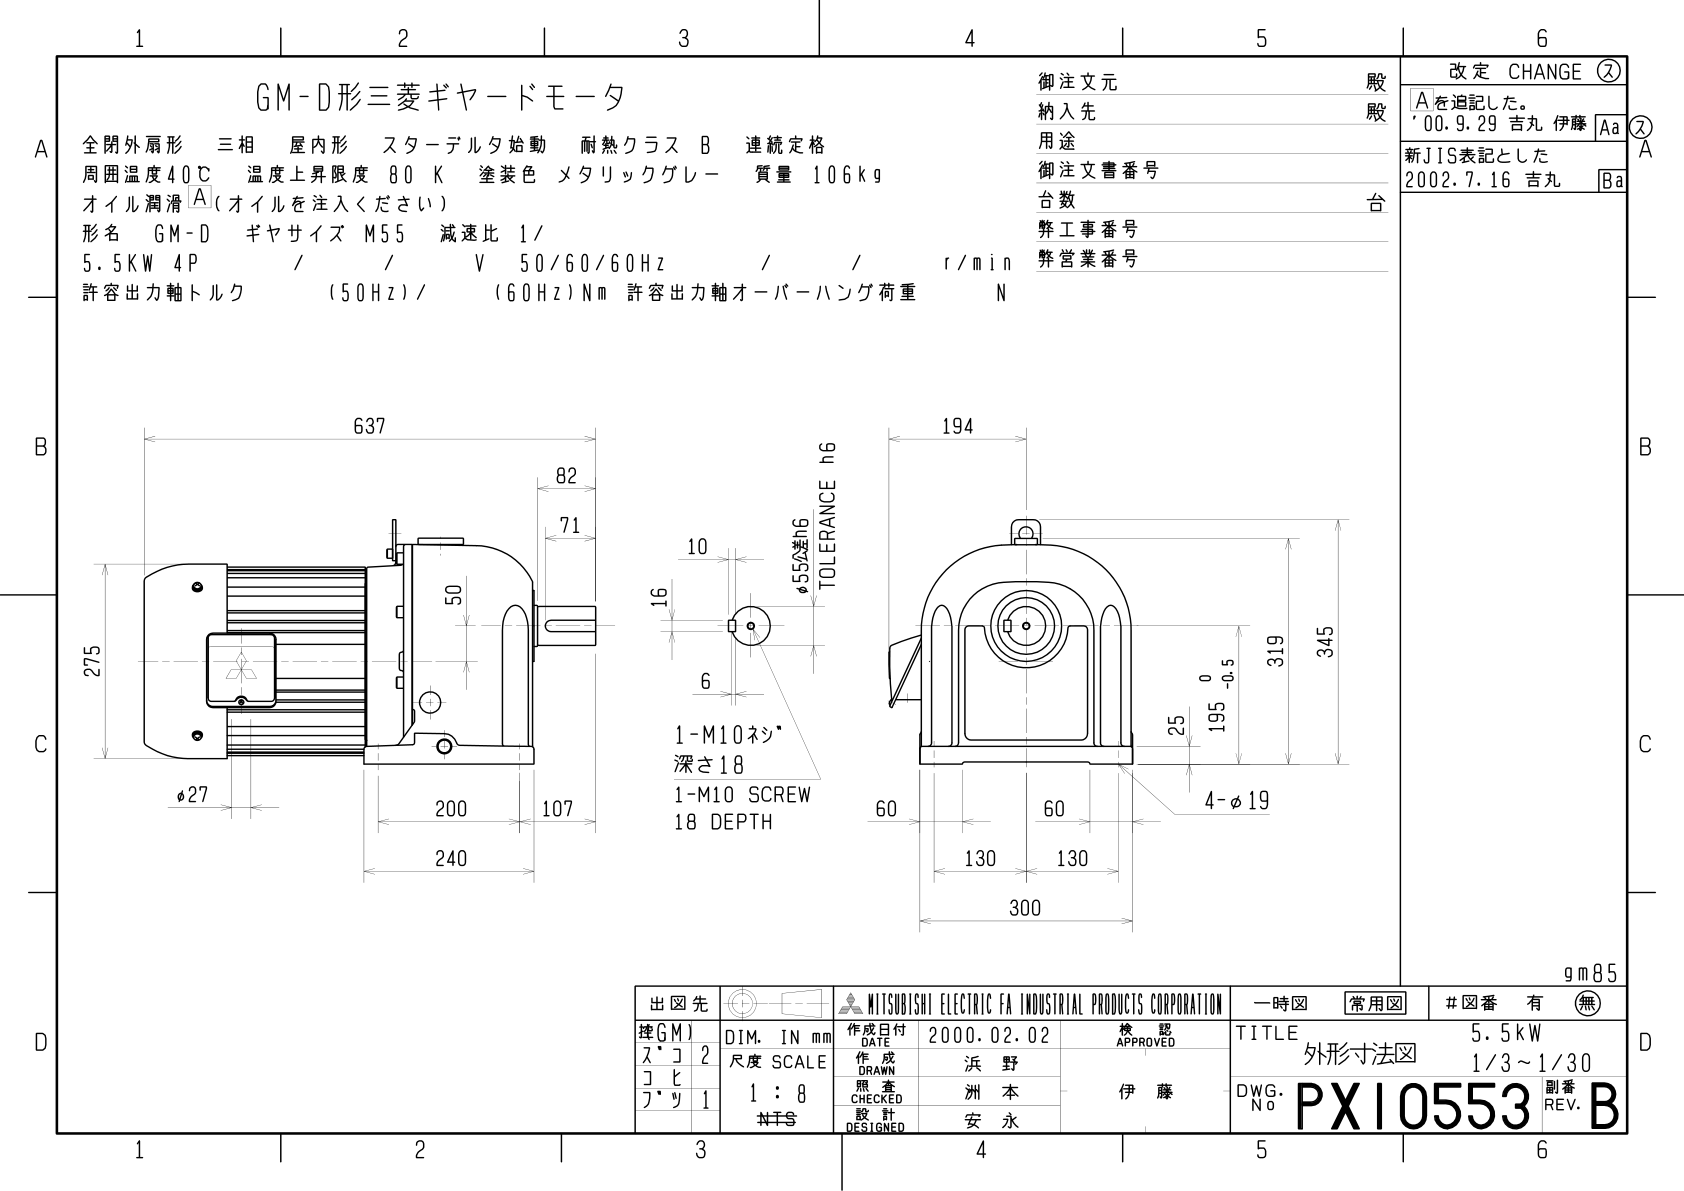 1 2 3 4 5 6
GM-D形三菱ギヤードモータ
全閉外扇形 三相 屋内形 スターデルタ始動 耐熱クラス B 連続定格
周囲温度40℃ 温度上昇限度 80 K 塗装色 メタリックグレー 質量 106kg
オイル潤滑 A (オイルを注入ください)
形名 GM-D ギヤサイズ M55 減速比 1/
5.5KW 4P / / V 50/60/60Hz / / r/min
許容出力軸トルク (50Hz)/ (60Hz)Nm 許容出力軸オーバーハング荷重 N
御注文元 殿
納入先 殿
用途
御注文書番号
台数 台
弊工事番号
弊営業番号
改定 CHANGE ス
A を追記した。
'00.9.29 吉丸 伊藤 Aa ス
新JIS表記とした
2002.7.16 吉丸 Ba
A
B
C
D
A
B
C
D
637
82
71
50
275
φ27
200
107
240
10
16
6
φ55公差h6
TOLERANCE h6
1-M10ネジ
深さ18
1-M10 SCREW
18 DEPTH
194
345
319
195 0 -0.5
25
4-φ19
60
60
130
130
300
gm85
出図先
GM)
スﾞコ 2
コヒ
ブツ 1
DIM. IN mm
尺度 SCALE
1 : 8
NTS
MITSUBISHI ELECTRIC FA INDUSTRIAL PRODUCTS CORPORATION
作成日付 DATE 2000.02.02
作成 DRAWN 浜野
照査 CHECKED 洲本
設計 DESIGNED 安永
検認 APPROVED
伊藤
一時図 常用図 #図番 有 無
TITLE 5.5kW
外形寸法図 1/3~1/30
DWG. No PX10553 副番 REV. B
1 2 3 4 5 6